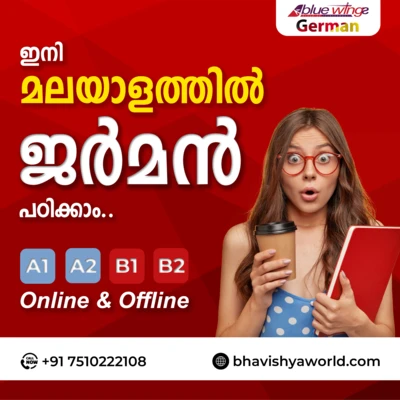 blue wings
German
ഇനി
മലയാളത്തിൽ
ജർമൻ
പഠിക്കാം..
A1 A2 B1 B2
Online & Offline
+91 7510222108
bhavishyaworld.com